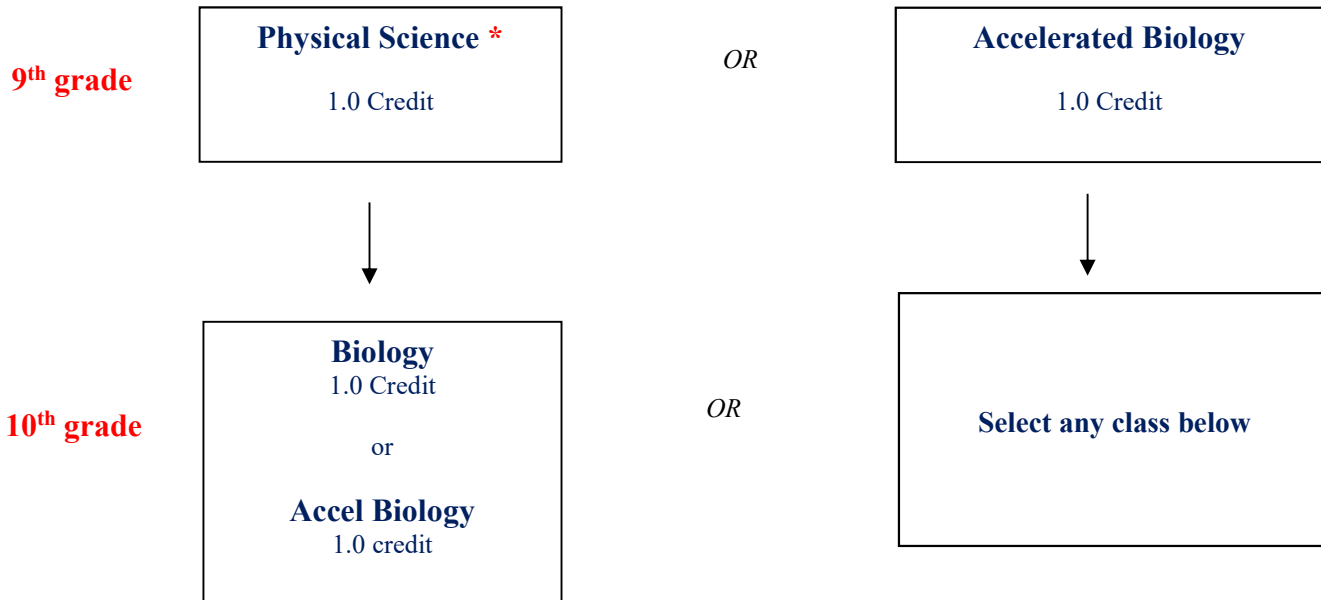 9th grade
Physical Science *
1.0 Credit
OR
Accelerated Biology
1.0 Credit
10th grade
Biology
1.0 Credit
or
Accel Biology
1.0 credit
OR
Select any class below